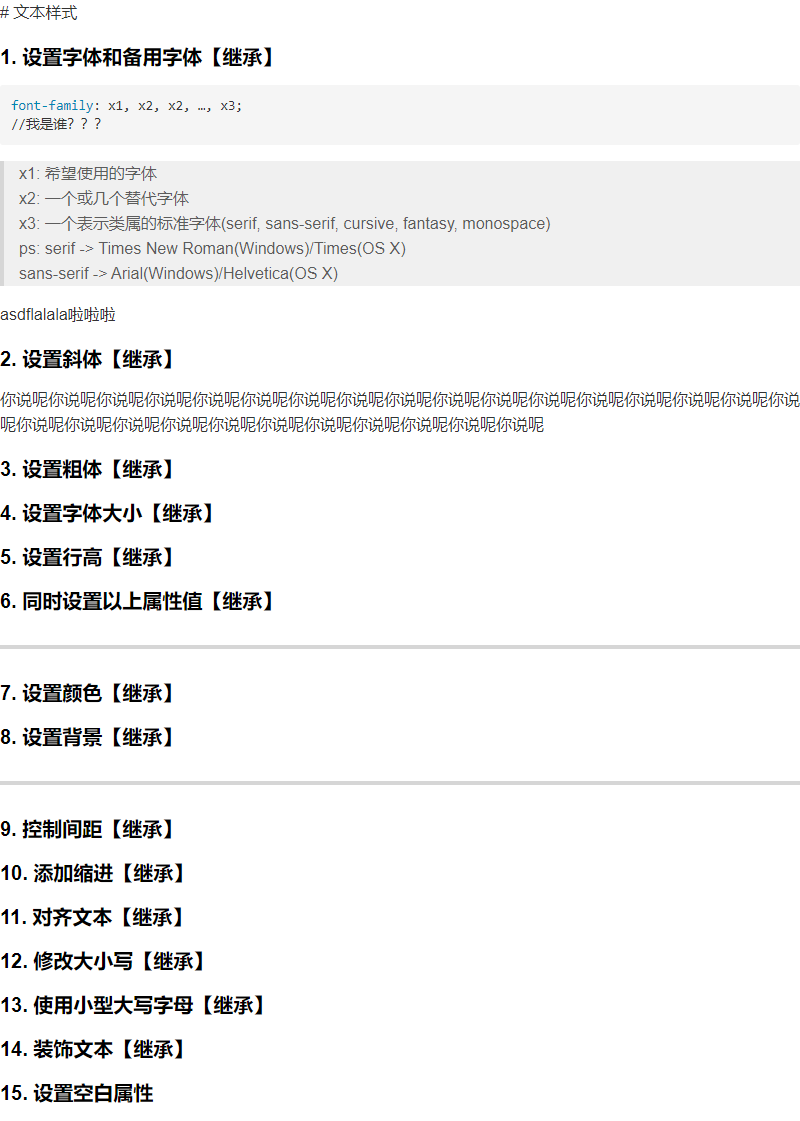 # 文本样式
1. 设置字体和备用字体【继承】
font-family: x1, x2, x2, …, x3;
//我是谁？？？
x1: 希望使用的字体
x2: 一个或几个替代字体
x3: 一个表示类属的标准字体(serif, sans-serif, cursive, fantasy, monospace)
ps: serif -> Times New Roman(Windows)/Times(OS X)
sans-serif -> Arial(Windows)/Helvetica(OS X)
asdflalala啦啦啦
2. 设置斜体【继承】
你说呢你说呢你说呢你说呢你说呢你说呢你说呢你说呢你说呢你说呢你说呢你说呢你说呢你说呢你说呢你说呢你说
呢你说呢你说呢你说呢你说呢你说呢你说呢你说呢你说呢你说呢你说呢你说呢
3. 设置粗体【继承】
4. 设置字体大小【继承】
5. 设置行高【继承】
6. 同时设置以上属性值【继承】
7. 设置颜色【继承】
8. 设置背景【继承】
9. 控制间距【继承】
10. 添加缩进【继承】
11. 对齐文本【继承】
12. 修改大小写【继承】
13. 使用小型大写字母【继承】
14. 装饰文本【继承】
15. 设置空白属性